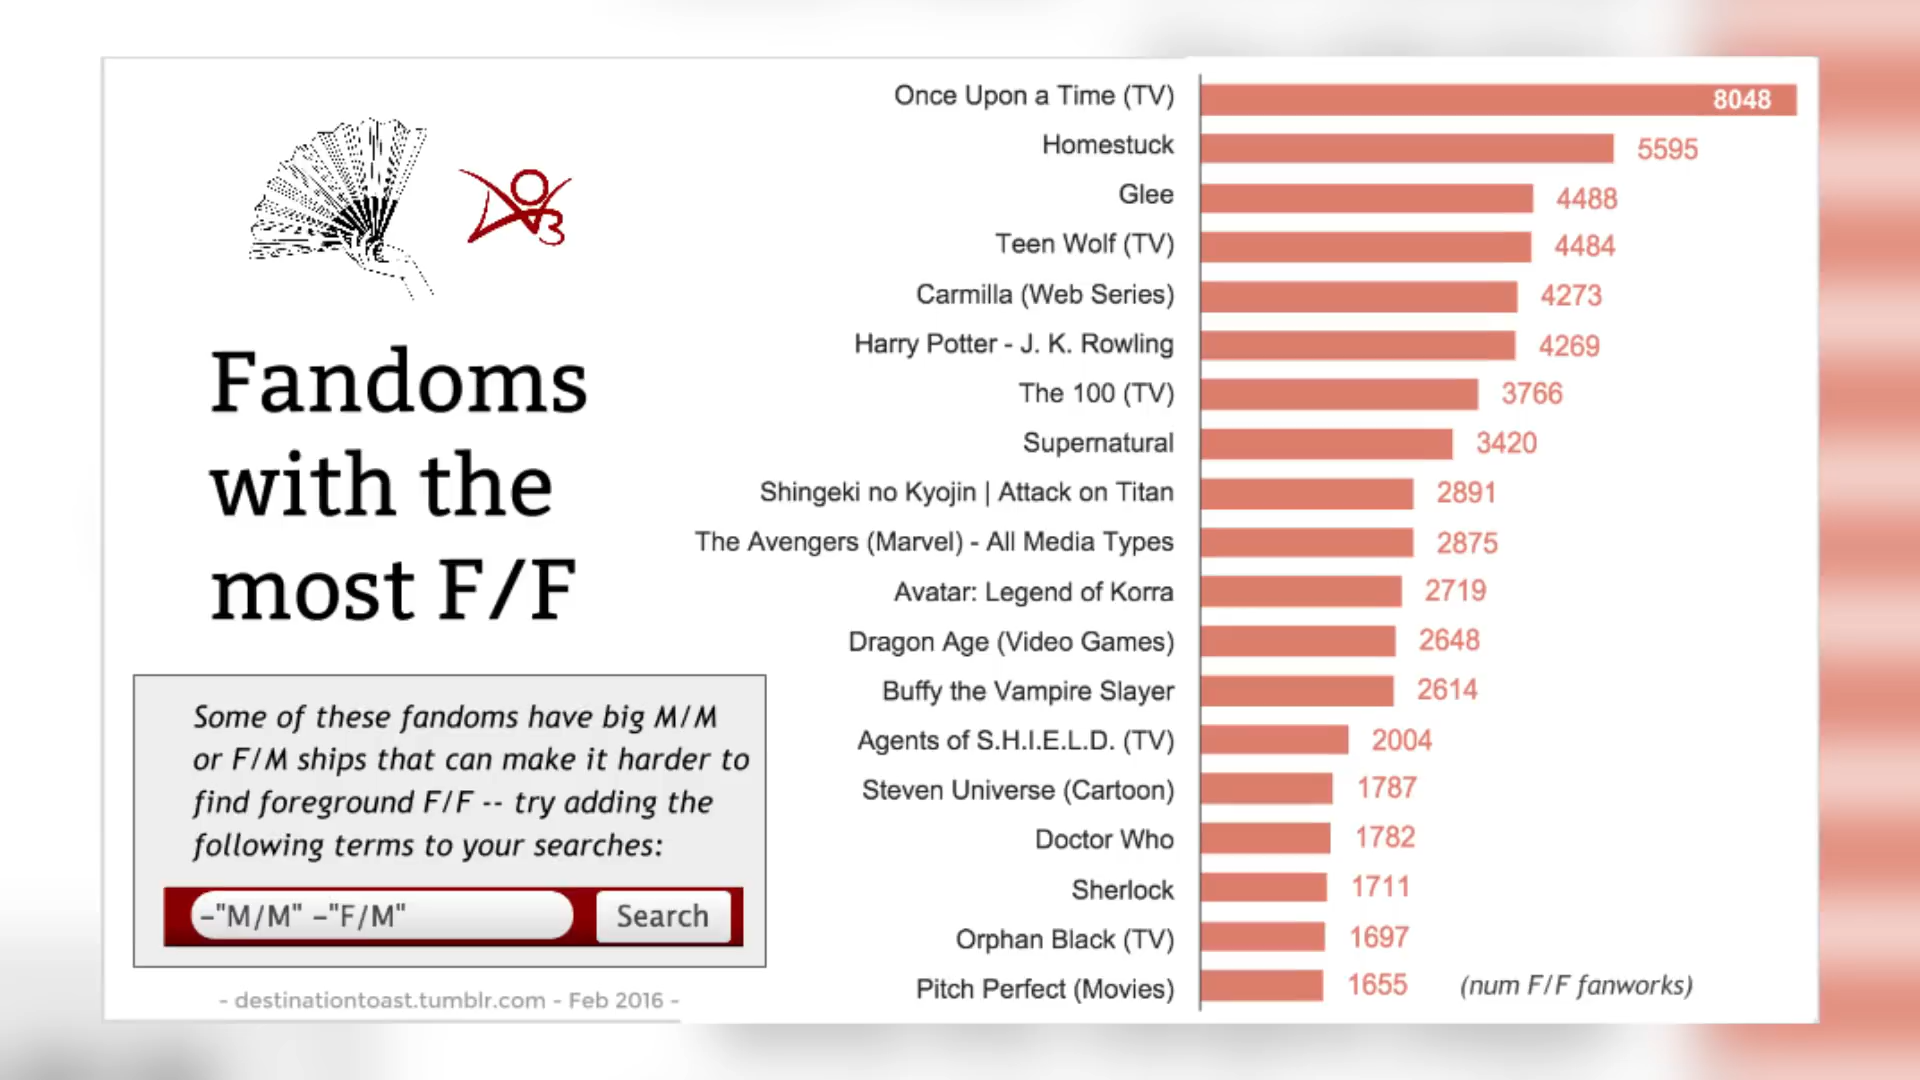 AO3
Fandoms
with the
most F/F
Some of these fandoms have big M/M
or F/M ships that can make it harder to
find foreground F/F -- try adding the
following terms to your searches:
–"M/M" –"F/M" Search
- destinationtoast.tumblr.com - Feb 2016 -
Once Upon a Time (TV) 8048
Homestuck 5595
Glee 4488
Teen Wolf (TV) 4484
Carmilla (Web Series) 4273
Harry Potter - J. K. Rowling 4269
The 100 (TV) 3766
Supernatural 3420
Shingeki no Kyojin | Attack on Titan 2891
The Avengers (Marvel) - All Media Types 2875
Avatar: Legend of Korra 2719
Dragon Age (Video Games) 2648
Buffy the Vampire Slayer 2614
Agents of S.H.I.E.L.D. (TV) 2004
Steven Universe (Cartoon) 1787
Doctor Who 1782
Sherlock 1711
Orphan Black (TV) 1697
Pitch Perfect (Movies) 1655
(num F/F fanworks)